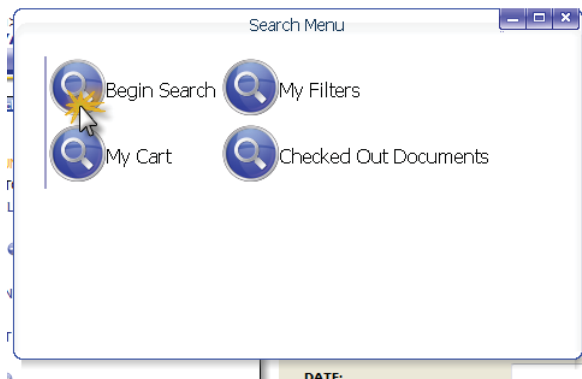 Search Menu
Begin Search My Filters
My Cart Checked Out Documents
DATE: